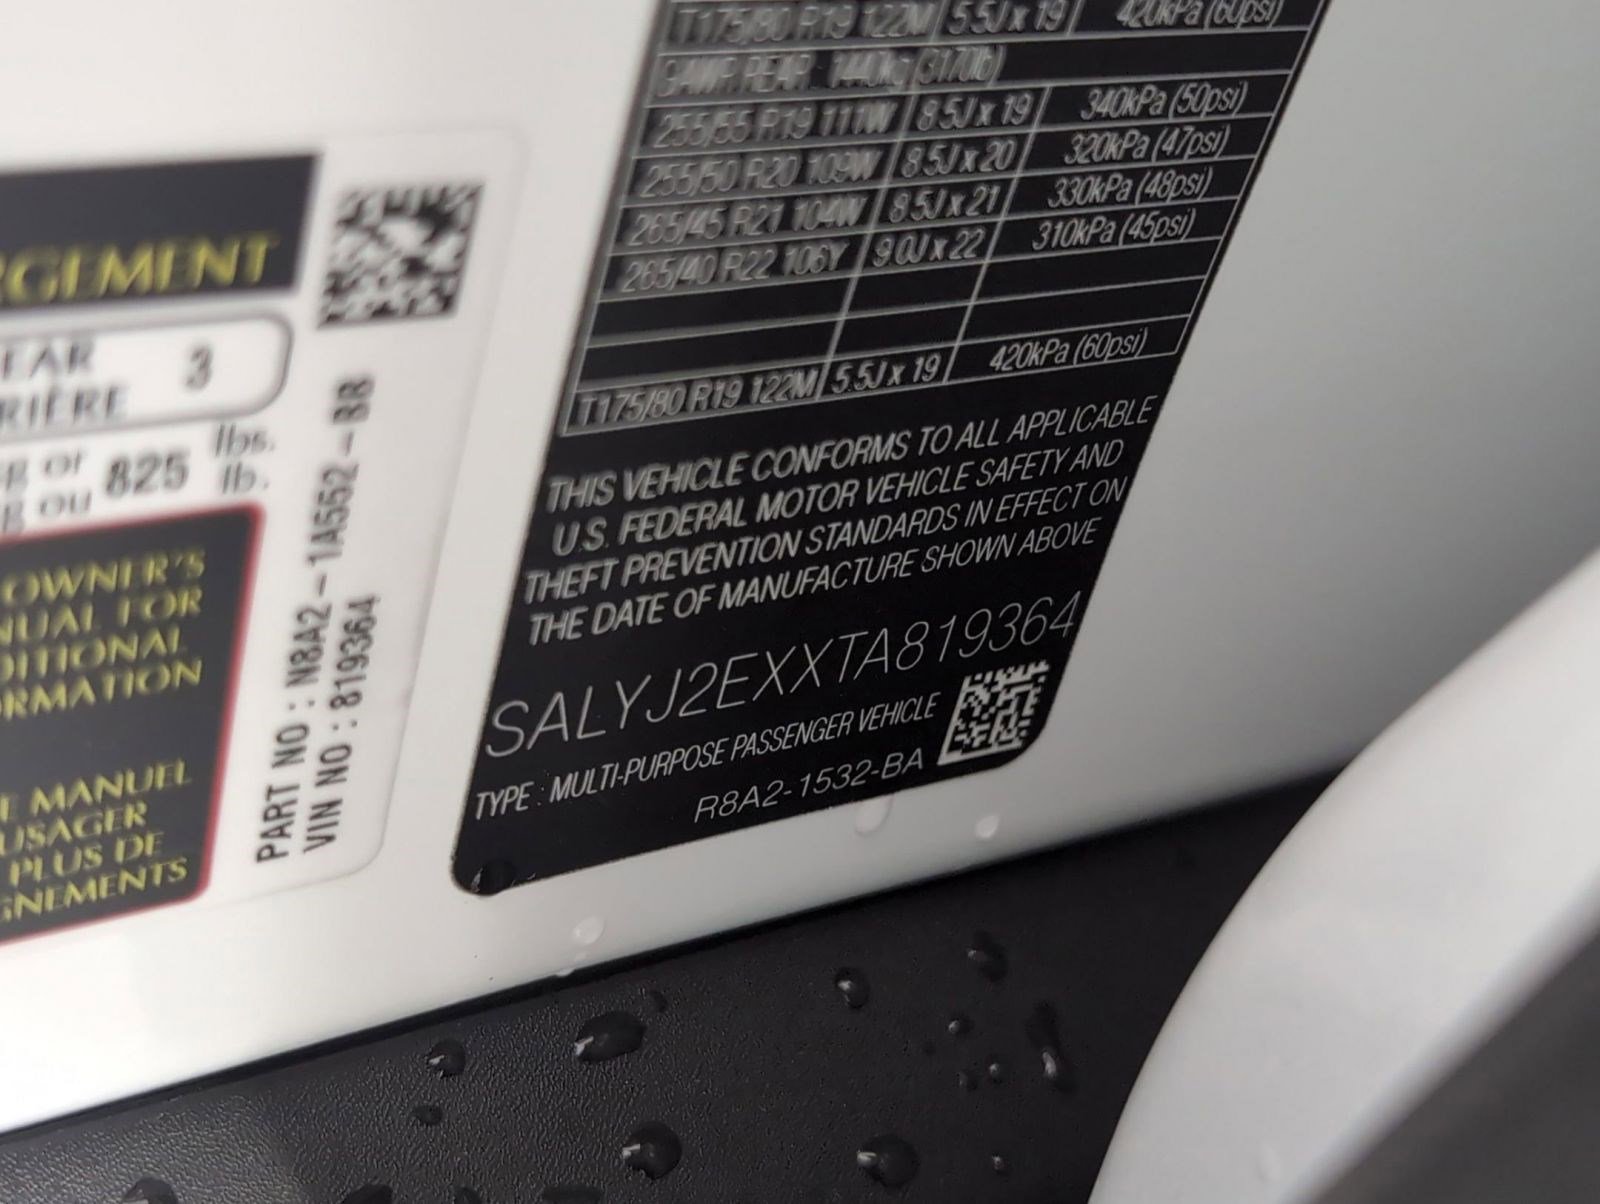 RGEMENT
EAR 3
RIÈRE
or 825 lbs.
ou lb.
OWNER'S
NUAL FOR
DITIONAL
ORMATION
E MANUEL
USAGER
PLUS DE
GNEMENTS
PART NO : N8A2-1A552-BB
VIN NO : 819364
T175/80 R19 122M 5.5J x 19 420kPa (60psi)
GAWR REAR 1440kg (3170lb)
255/55 R19 111W 8.5J x 19 340kPa (50psi)
255/50 R20 109W 8.5J x 20 320kPa (47psi)
265/45 R21 104W 8.5J x 21 330kPa (48psi)
265/40 R22 106Y 9.0J x 22 310kPa (45psi)
T175/80 R19 122M 5.5J x 19 420kPa (60psi)
THIS VEHICLE CONFORMS TO ALL APPLICABLE
U.S. FEDERAL MOTOR VEHICLE SAFETY AND
THEFT PREVENTION STANDARDS IN EFFECT ON
THE DATE OF MANUFACTURE SHOWN ABOVE
SALYJ2EXXTA819364
TYPE : MULTI-PURPOSE PASSENGER VEHICLE
R8A2-1532-BA